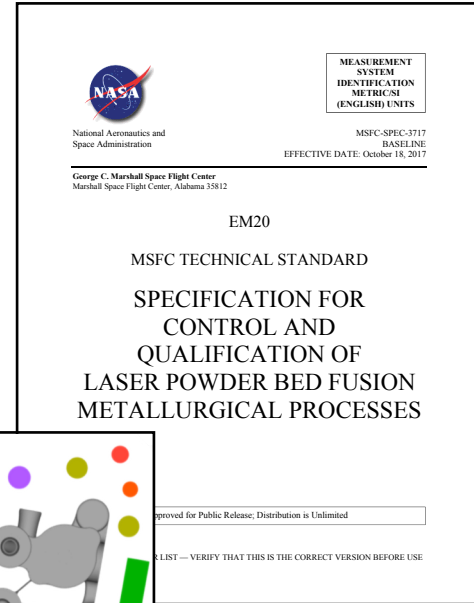 MEASUREMENT
SYSTEM
IDENTIFICATION
METRIC/SI
(ENGLISH) UNITS
NASA
National Aeronautics and
Space Administration
MSFC-SPEC-3717
BASELINE
EFFECTIVE DATE: October 18, 2017
George C. Marshall Space Flight Center
Marshall Space Flight Center, Alabama 35812
EM20
MSFC TECHNICAL STANDARD
SPECIFICATION FOR
CONTROL AND
QUALIFICATION OF
LASER POWDER BED FUSION
METALLURGICAL PROCESSES
pproved for Public Release; Distribution is Unlimited
R LIST — VERIFY THAT THIS IS THE CORRECT VERSION BEFORE USE